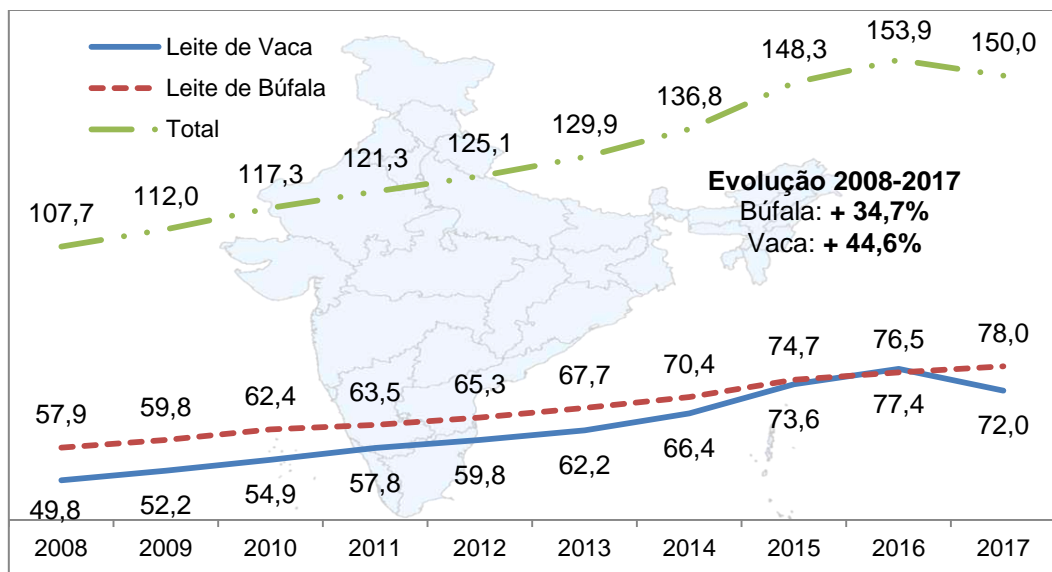 Leite de Vaca
Leite de Búfala
Total
107,7 112,0 117,3 121,3 125,1 129,9 136,8 148,3 153,9 150,0
Evolução 2008-2017
Búfala: + 34,7%
Vaca: + 44,6%
57,9 59,8 62,4 63,5 65,3 67,7 70,4 74,7 76,5 78,0
49,8 52,2 54,9 57,8 59,8 62,2 66,4 73,6 77,4 72,0
2008 2009 2010 2011 2012 2013 2014 2015 2016 2017